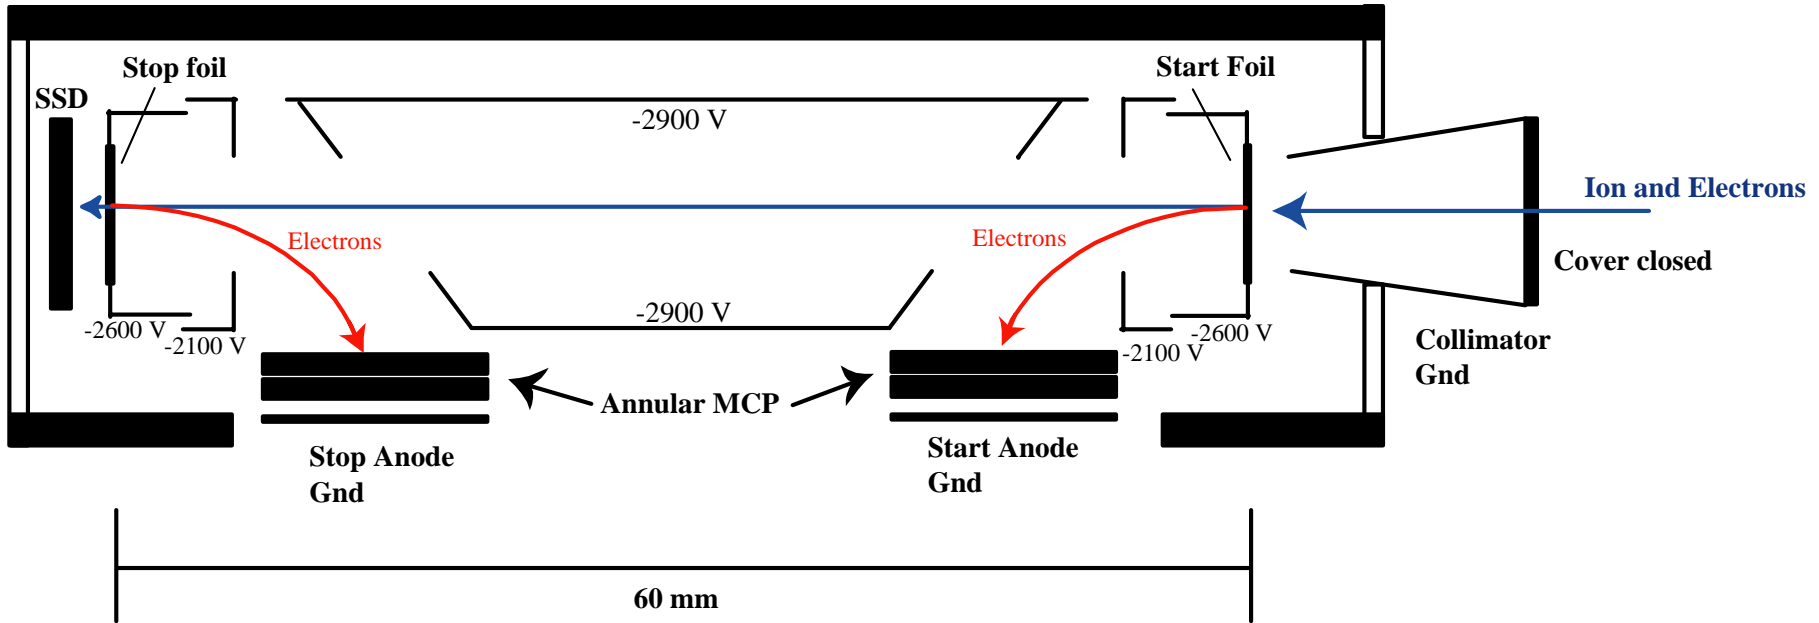 Stop foil
Start Foil
SSD
-2900 V
Ion and Electrons
Electrons
Electrons
Cover closed
-2900 V
-2600 V
-2100 V
-2600 V
-2100 V
Collimator
Gnd
Annular MCP
Stop Anode
Gnd
Start Anode
Gnd
60 mm